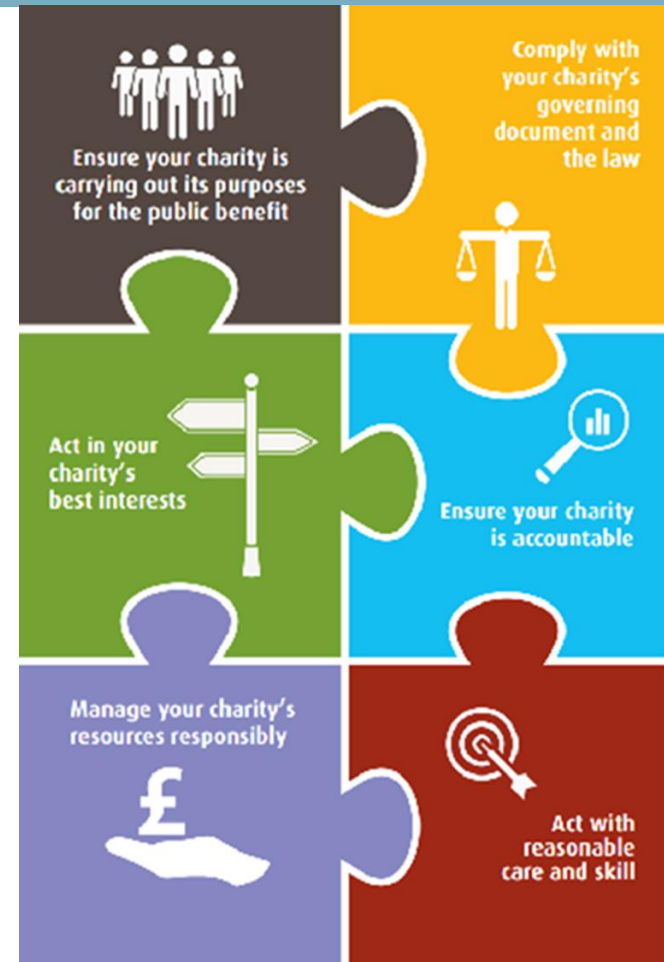 Ensure your charity is
carrying out its purposes
for the public benefit
Comply with
your charity's
governing
document and
the law
Act in your
charity's
best interests
Ensure your charity
is accountable
Manage your charity's
resources responsibly
£
Act with
reasonable
care and skill